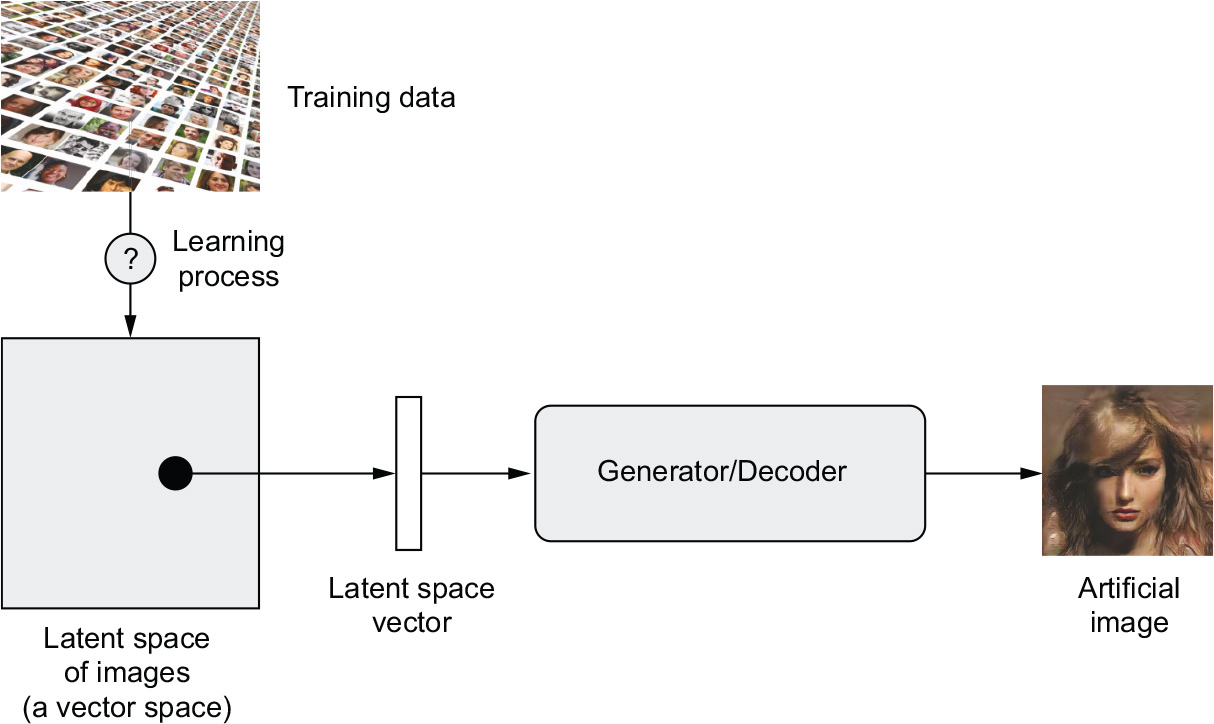 Training data
Learning
process
?
Generator/Decoder
Latent space
vector
Artificial
image
Latent space
of images
(a vector space)